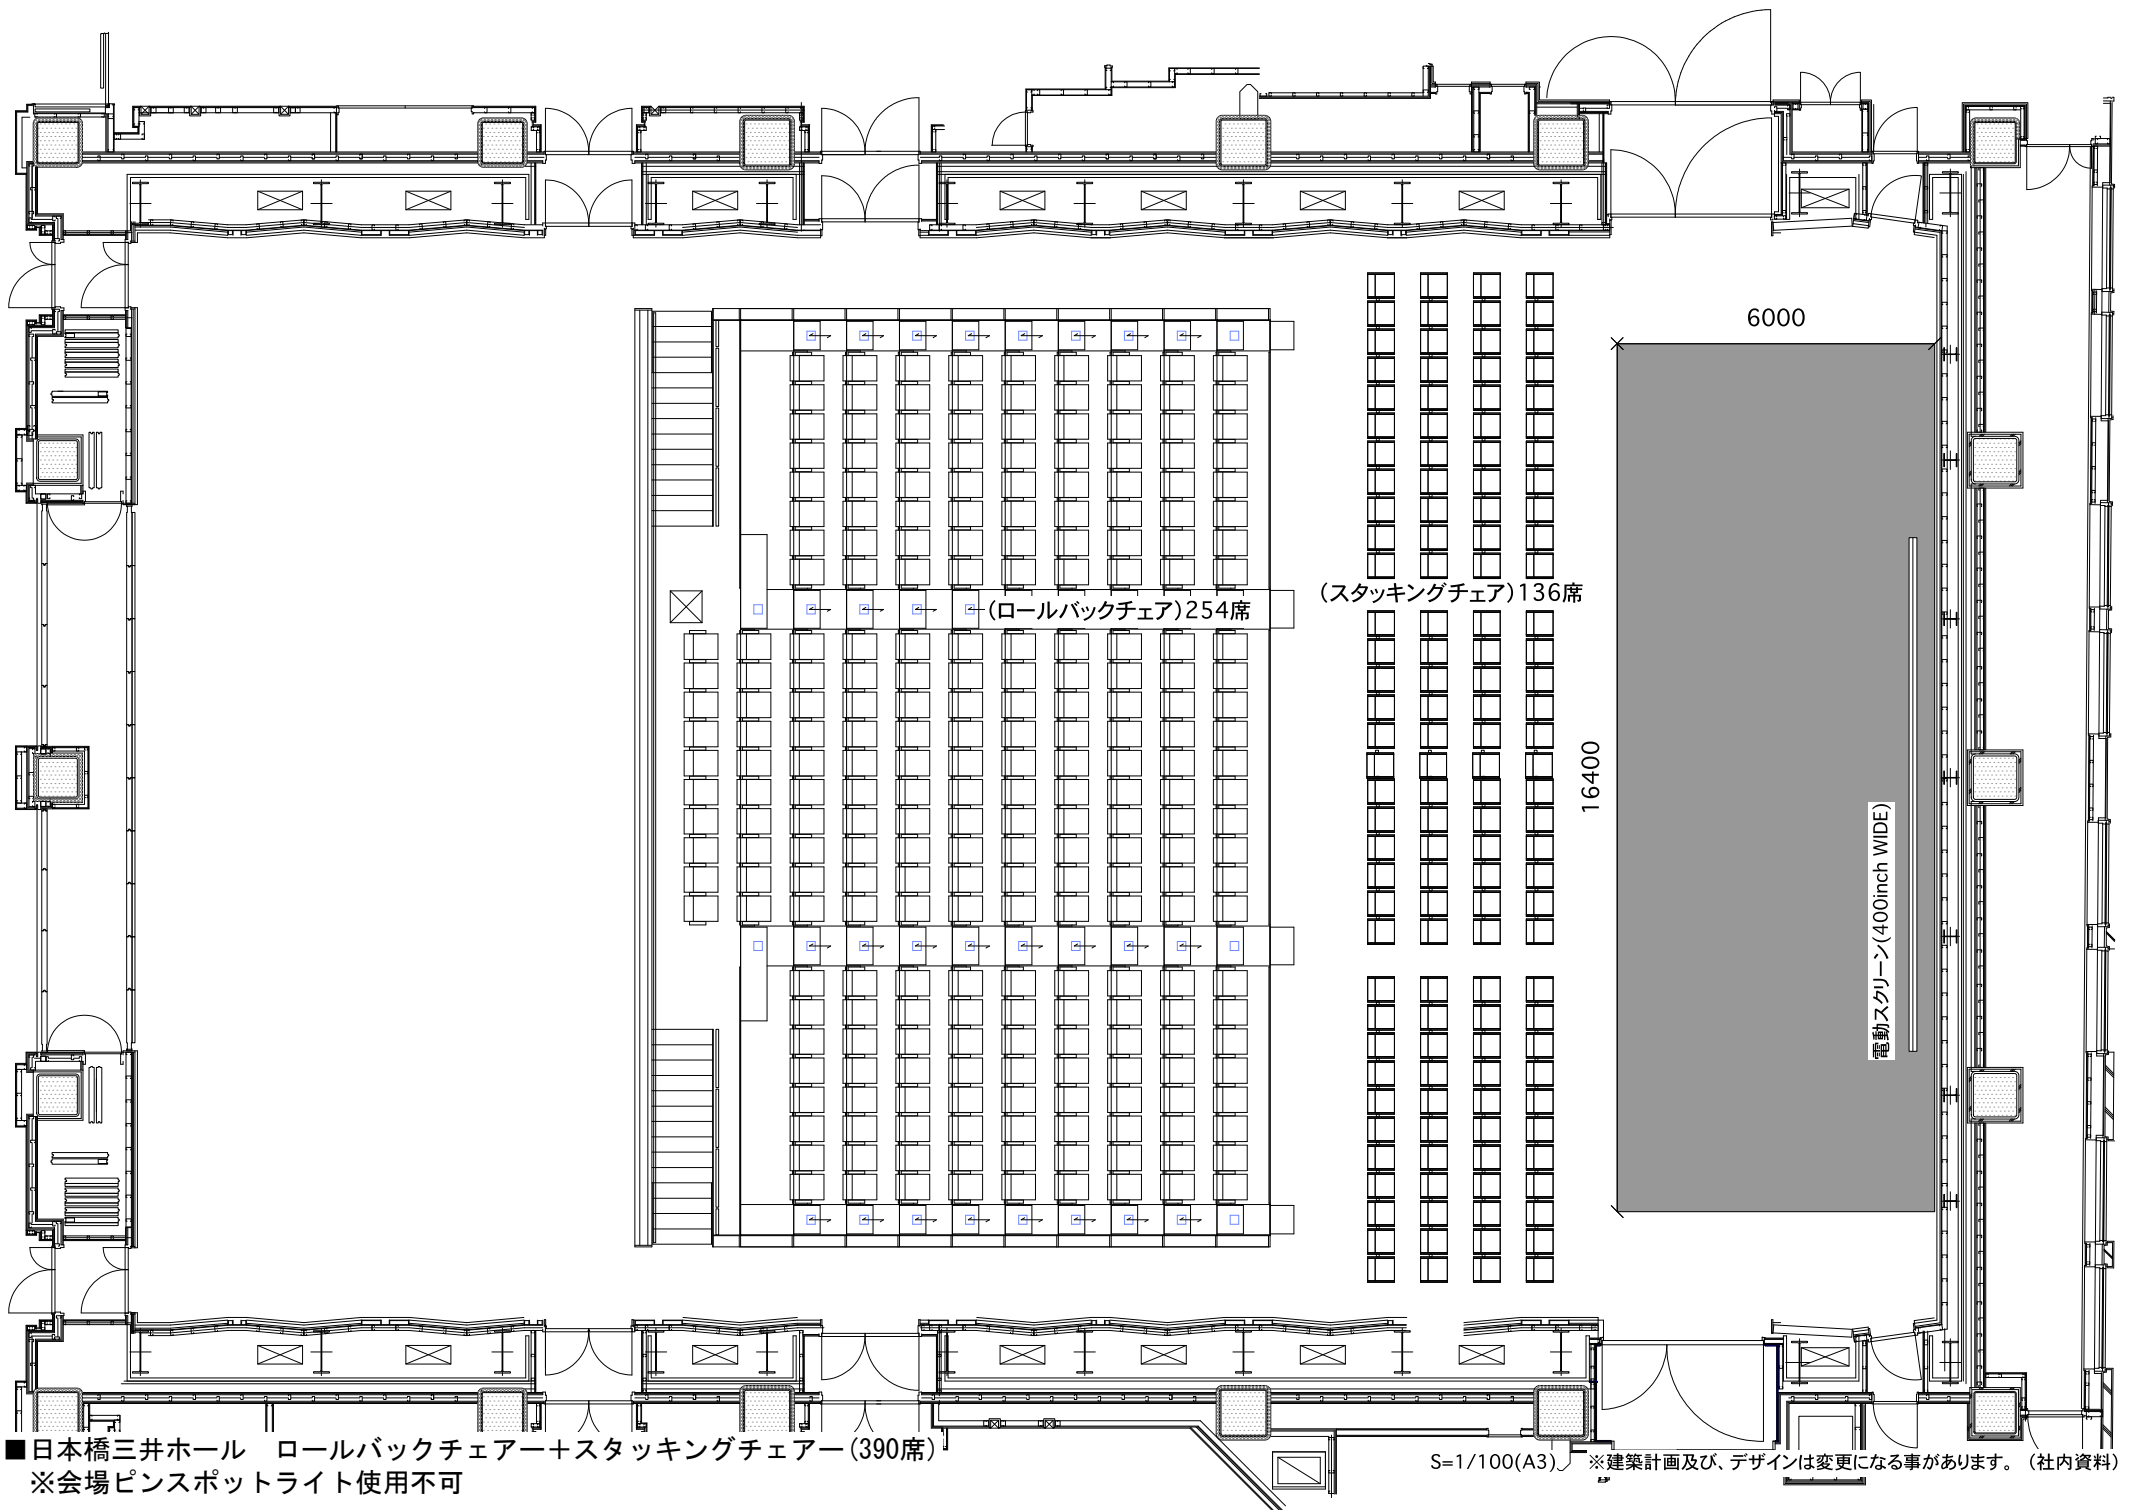 6000
(スタッキングチェア)136席
(ロールバックチェア)254席
16400
電動スクリーン(400inch WIDE)
■日本橋三井ホール　ロールバックチェアー＋スタッキングチェアー(390席)
※会場ピンスポットライト使用不可
S=1/100(A3)
※建築計画及び、デザインは変更になる事があります。（社内資料）